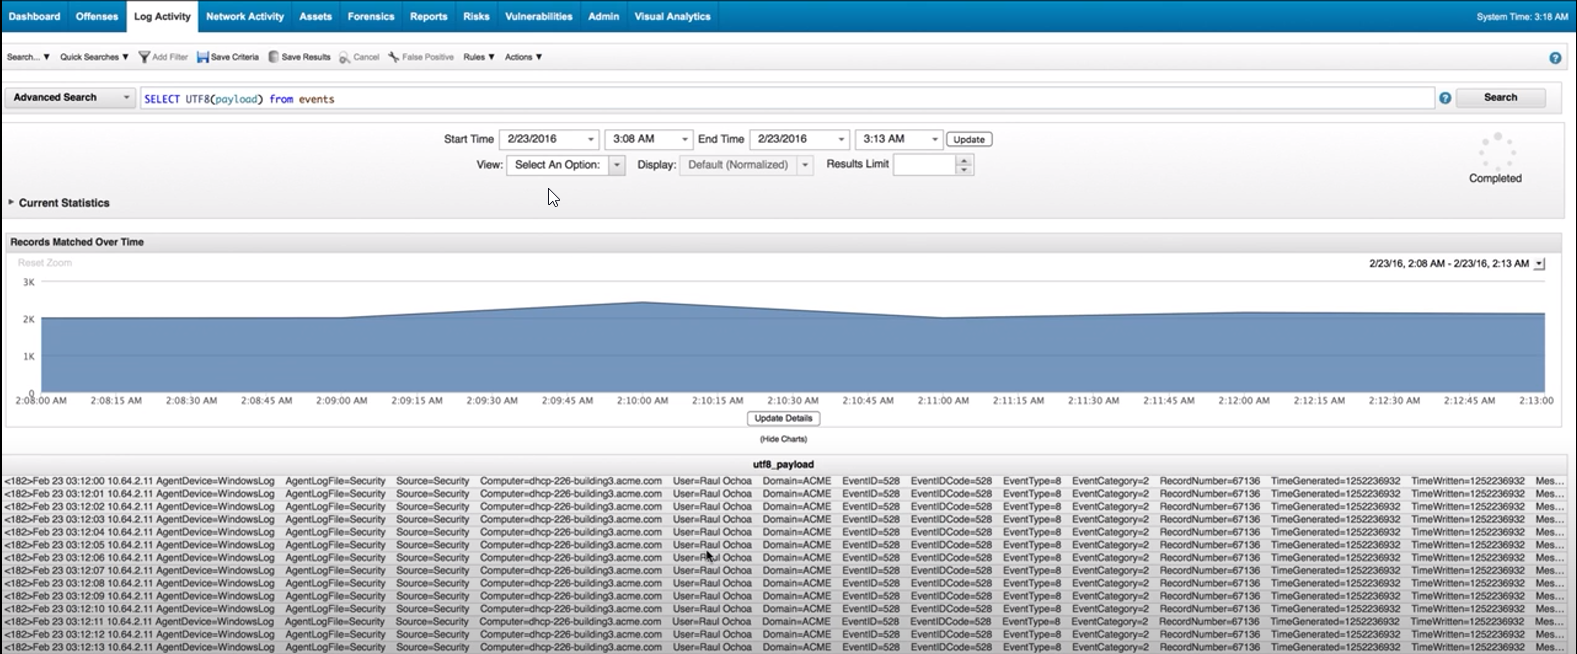 Dashboard Offenses Log Activity Network Activity Assets Forensics Reports Risks Vulnerabilities Admin Visual Analytics System Time: 3:18 AM
Search... Quick Searches Add Filter Save Criteria Save Results Cancel False Positive Rules Actions
Advanced Search SELECT UTF8(payload) from events Search
Start Time 2/23/2016 3:08 AM End Time 2/23/2016 3:13 AM Update
View: Select An Option: Display: Default (Normalized) Results Limit
Completed
Current Statistics
Records Matched Over Time
Reset Zoom 2/23/16, 2:08 AM - 2/23/16, 2:13 AM
3K
2K
1K
0
2:08:00 AM 2:08:15 AM 2:08:30 AM 2:08:45 AM 2:09:00 AM 2:09:15 AM 2:09:30 AM 2:09:45 AM 2:10:00 AM 2:10:15 AM 2:10:30 AM 2:10:45 AM 2:11:00 AM 2:11:15 AM 2:11:30 AM 2:11:45 AM 2:12:00 AM 2:12:15 AM 2:12:30 AM 2:12:45 AM 2:13:00
Update Details
(Hide Charts)
utf8_payload
<182>Feb 23 03:12:00 10.64.2.11 AgentDevice=WindowsLog AgentLogFile=Security Source=Security Computer=dhcp-226-building3.acme.com User=Raul Ochoa Domain=ACME EventID=528 EventIDCode=528 EventType=8 EventCategory=2 RecordNumber=67136 TimeGenerated=1252236932 TimeWritten=1252236932 Mes...
<182>Feb 23 03:12:01 10.64.2.11 AgentDevice=WindowsLog AgentLogFile=Security Source=Security Computer=dhcp-226-building3.acme.com User=Raul Ochoa Domain=ACME EventID=528 EventIDCode=528 EventType=8 EventCategory=2 RecordNumber=67136 TimeGenerated=1252236932 TimeWritten=1252236932 Mes...
<182>Feb 23 03:12:02 10.64.2.11 AgentDevice=WindowsLog AgentLogFile=Security Source=Security Computer=dhcp-226-building3.acme.com User=Raul Ochoa Domain=ACME EventID=528 EventIDCode=528 EventType=8 EventCategory=2 RecordNumber=67136 TimeGenerated=1252236932 TimeWritten=1252236932 Mes...
<182>Feb 23 03:12:03 10.64.2.11 AgentDevice=WindowsLog AgentLogFile=Security Source=Security Computer=dhcp-226-building3.acme.com User=Raul Ochoa Domain=ACME EventID=528 EventIDCode=528 EventType=8 EventCategory=2 RecordNumber=67136 TimeGenerated=1252236932 TimeWritten=1252236932 Mes...
<182>Feb 23 03:12:04 10.64.2.11 AgentDevice=WindowsLog AgentLogFile=Security Source=Security Computer=dhcp-226-building3.acme.com User=Raul Ochoa Domain=ACME EventID=528 EventIDCode=528 EventType=8 EventCategory=2 RecordNumber=67136 TimeGenerated=1252236932 TimeWritten=1252236932 Mes...
<182>Feb 23 03:12:05 10.64.2.11 AgentDevice=WindowsLog AgentLogFile=Security Source=Security Computer=dhcp-226-building3.acme.com User=Raul Ochoa Domain=ACME EventID=528 EventIDCode=528 EventType=8 EventCategory=2 RecordNumber=67136 TimeGenerated=1252236932 TimeWritten=1252236932 Mes...
<182>Feb 23 03:12:06 10.64.2.11 AgentDevice=WindowsLog AgentLogFile=Security Source=Security Computer=dhcp-226-building3.acme.com User=Raul Ochoa Domain=ACME EventID=528 EventIDCode=528 EventType=8 EventCategory=2 RecordNumber=67136 TimeGenerated=1252236932 TimeWritten=1252236932 Mes...
<182>Feb 23 03:12:07 10.64.2.11 AgentDevice=WindowsLog AgentLogFile=Security Source=Security Computer=dhcp-226-building3.acme.com User=Raul Ochoa Domain=ACME EventID=528 EventIDCode=528 EventType=8 EventCategory=2 RecordNumber=67136 TimeGenerated=1252236932 TimeWritten=1252236932 Mes...
<182>Feb 23 03:12:08 10.64.2.11 AgentDevice=WindowsLog AgentLogFile=Security Source=Security Computer=dhcp-226-building3.acme.com User=Raul Ochoa Domain=ACME EventID=528 EventIDCode=528 EventType=8 EventCategory=2 RecordNumber=67136 TimeGenerated=1252236932 TimeWritten=1252236932 Mes...
<182>Feb 23 03:12:09 10.64.2.11 AgentDevice=WindowsLog AgentLogFile=Security Source=Security Computer=dhcp-226-building3.acme.com User=Raul Ochoa Domain=ACME EventID=528 EventIDCode=528 EventType=8 EventCategory=2 RecordNumber=67136 TimeGenerated=1252236932 TimeWritten=1252236932 Mes...
<182>Feb 23 03:12:10 10.64.2.11 AgentDevice=WindowsLog AgentLogFile=Security Source=Security Computer=dhcp-226-building3.acme.com User=Raul Ochoa Domain=ACME EventID=528 EventIDCode=528 EventType=8 EventCategory=2 RecordNumber=67136 TimeGenerated=1252236932 TimeWritten=1252236932 Mes...
<182>Feb 23 03:12:11 10.64.2.11 AgentDevice=WindowsLog AgentLogFile=Security Source=Security Computer=dhcp-226-building3.acme.com User=Raul Ochoa Domain=ACME EventID=528 EventIDCode=528 EventType=8 EventCategory=2 RecordNumber=67136 TimeGenerated=1252236932 TimeWritten=1252236932 Mes...
<182>Feb 23 03:12:12 10.64.2.11 AgentDevice=WindowsLog AgentLogFile=Security Source=Security Computer=dhcp-226-building3.acme.com User=Raul Ochoa Domain=ACME EventID=528 EventIDCode=528 EventType=8 EventCategory=2 RecordNumber=67136 TimeGenerated=1252236932 TimeWritten=1252236932 Mes...
<182>Feb 23 03:12:13 10.64.2.11 AgentDevice=WindowsLog AgentLogFile=Security Source=Security Computer=dhcp-226-building3.acme.com User=Raul Ochoa Domain=ACME EventID=528 EventIDCode=528 EventType=8 EventCategory=2 RecordNumber=67136 TimeGenerated=1252236932 TimeWritten=1252236932 Mes...